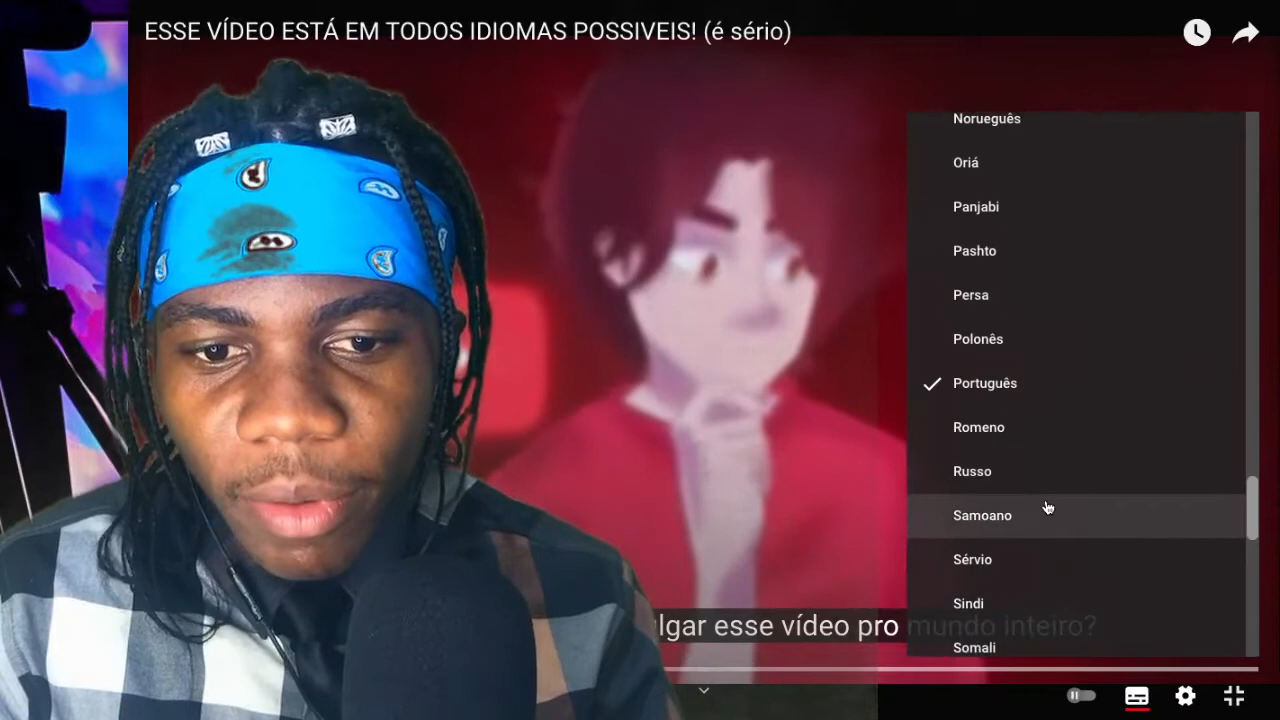 ESSE VÍDEO ESTÁ EM TODOS IDIOMAS POSSIVEIS! (é sério)
Norueguês
Oriá
Panjabi
Pashto
Persa
Polonês
Português
Romeno
Russo
Samoano
Sérvio
Sindi
Somali
lgar esse vídeo pro mundo inteiro?